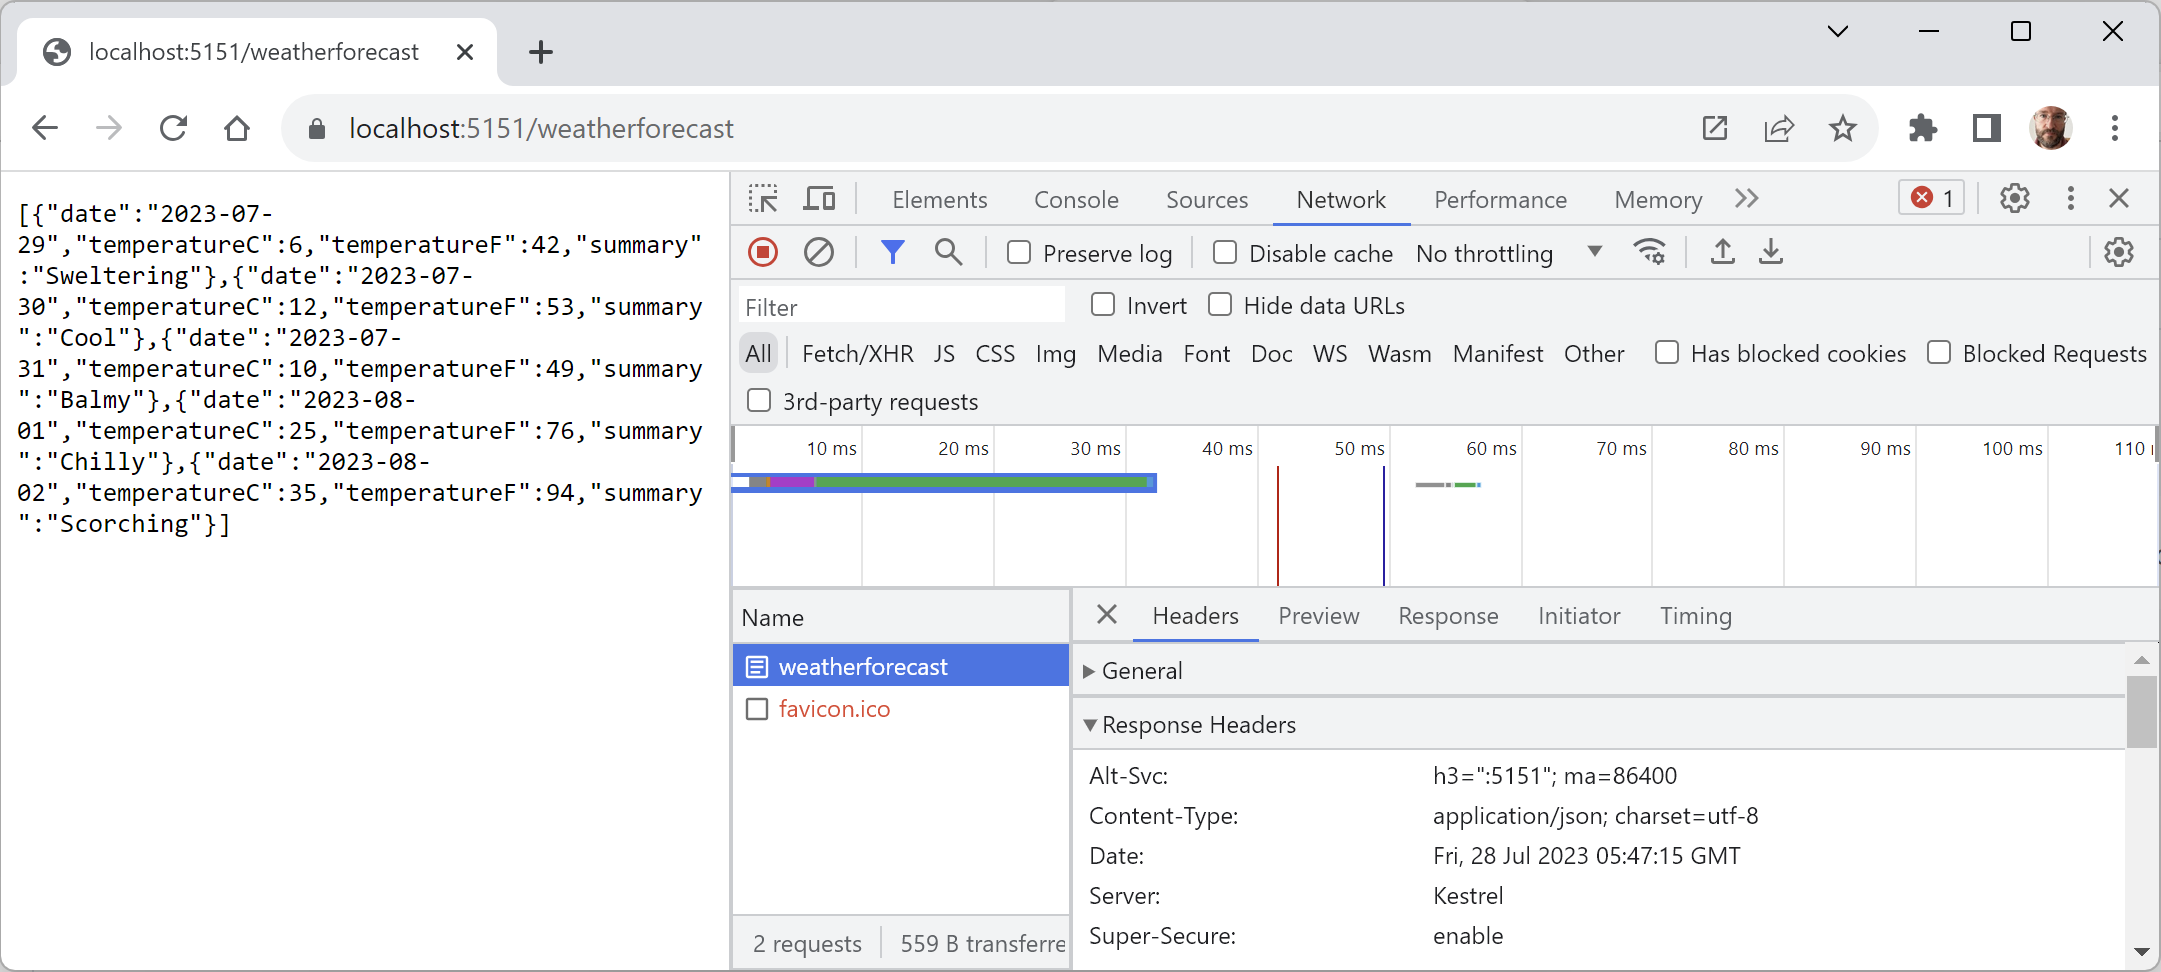 localhost:5151/weatherforecast
localhost:5151/weatherforecast
[{"date":"2023-07-
29","temperatureC":6,"temperatureF":42,"summary"
:"Sweltering"},{"date":"2023-07-
30","temperatureC":12,"temperatureF":53,"summary
":"Cool"},{"date":"2023-07-
31","temperatureC":10,"temperatureF":49,"summary
":"Balmy"},{"date":"2023-08-
01","temperatureC":25,"temperatureF":76,"summary
":"Chilly"},{"date":"2023-08-
02","temperatureC":35,"temperatureF":94,"summary
":"Scorching"}]
Elements Console Sources Network Performance Memory 1
Preserve log Disable cache No throttling
Filter Invert Hide data URLs
All Fetch/XHR JS CSS Img Media Font Doc WS Wasm Manifest Other Has blocked cookies Blocked Requests
3rd-party requests
10 ms 20 ms 30 ms 40 ms 50 ms 60 ms 70 ms 80 ms 90 ms 100 ms 110
Name
weatherforecast
favicon.ico
2 requests 559 B transferre
Headers Preview Response Initiator Timing
General
Response Headers
Alt-Svc: h3=":5151"; ma=86400
Content-Type: application/json; charset=utf-8
Date: Fri, 28 Jul 2023 05:47:15 GMT
Server: Kestrel
Super-Secure: enable